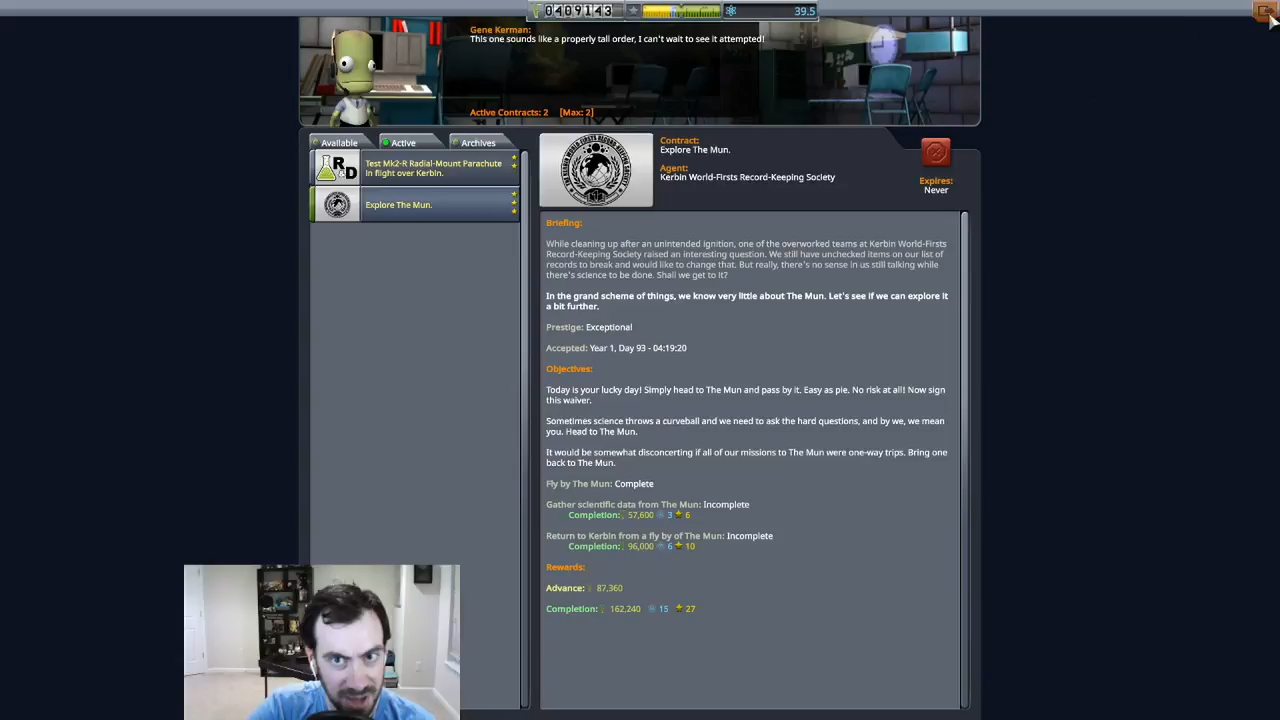 0409143
39.5
Gene Kerman:
This one sounds like a properly tall order, I can't wait to see it attempted!
Active Contracts: 2 [Max: 2]
Available
Active
Archives
R&D
Test Mk2-R Radial-Mount Parachute
in flight over Kerbin.
Explore The Mun.
Contract:
Explore The Mun.
Agent:
Kerbin World-Firsts Record-Keeping Society
Expires:
Never
Briefing:
While cleaning up after an unintended ignition, one of the overworked teams at Kerbin World-Firsts
Record-Keeping Society raised an interesting question. We still have unchecked items on our list of
records to break and would like to change that. But really, there's no sense in us still talking while
there's science to be done. Shall we get to it?
In the grand scheme of things, we know very little about The Mun. Let's see if we can explore it
a bit further.
Prestige: Exceptional
Accepted: Year 1, Day 93 - 04:19:20
Objectives:
Today is your lucky day! Simply head to The Mun and pass by it. Easy as pie. No risk at all! Now sign
this waiver.
Sometimes science throws a curveball and we need to ask the hard questions, and by we, we mean
you. Head to The Mun.
It would be somewhat disconcerting if all of our missions to The Mun were one-way trips. Bring one
back to The Mun.
Fly by The Mun: Complete
Gather scientific data from The Mun: Incomplete
Completion: 57,600 3 6
Return to Kerbin from a fly by of The Mun: Incomplete
Completion: 96,000 6 10
Rewards:
Advance: 87,360
Completion: 162,240 15 27